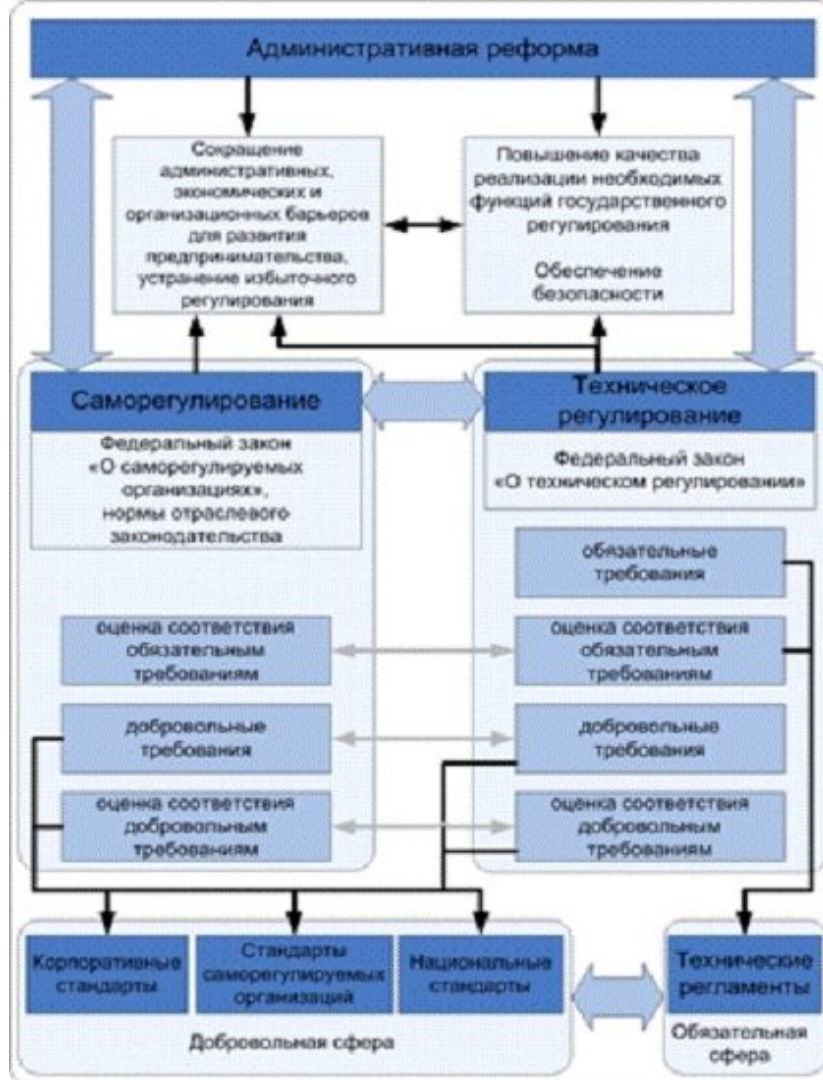 Административная реформа
Сокращение
административных,
экономических и
организационных барьеров
для развития
предпринимательства,
устранение избыточного
регулирования
Повышение качества
реализации необходимых
функций государственного
регулирования
Обеспечение
безопасности
Саморегулирование
Федеральный закон
«О саморегулируемых
организациях»,
нормы отраслевого
законодательства
Техническое
регулирование
Федеральный закон
«О техническом регулировании»
обязательные
требования
оценка соответствия
обязательным
требованиям
оценка соответствия
обязательным
требованиям
добровольные
требования
добровольные
требования
оценка соответствия
добровольным
требованиям
оценка соответствия
добровольным
требованиям
Корпоративные
стандарты
Стандарты
саморегулируемых
организаций
Национальные
стандарты
Добровольная сфера
Технические
регламенты
Обязательная
сфера